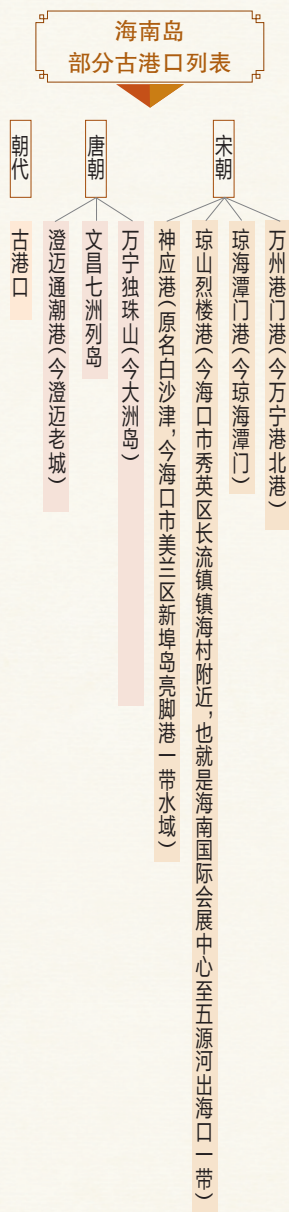 海南岛
部分古港口列表
朝代
古港口
唐朝
澄迈通潮港(今澄迈老城)
文昌七洲列岛
万宁独珠山(今大洲岛)
宋朝
神应港(原名白沙津,今海口市美兰区新埠岛亮脚港一带水域)
琼山烈楼港(今海口市秀英区长流镇镇海村附近,也就是海南国际会展中心至五源河出海口一带)
琼海潭门港(今琼海潭门)
万州港门港(今万宁港北港)